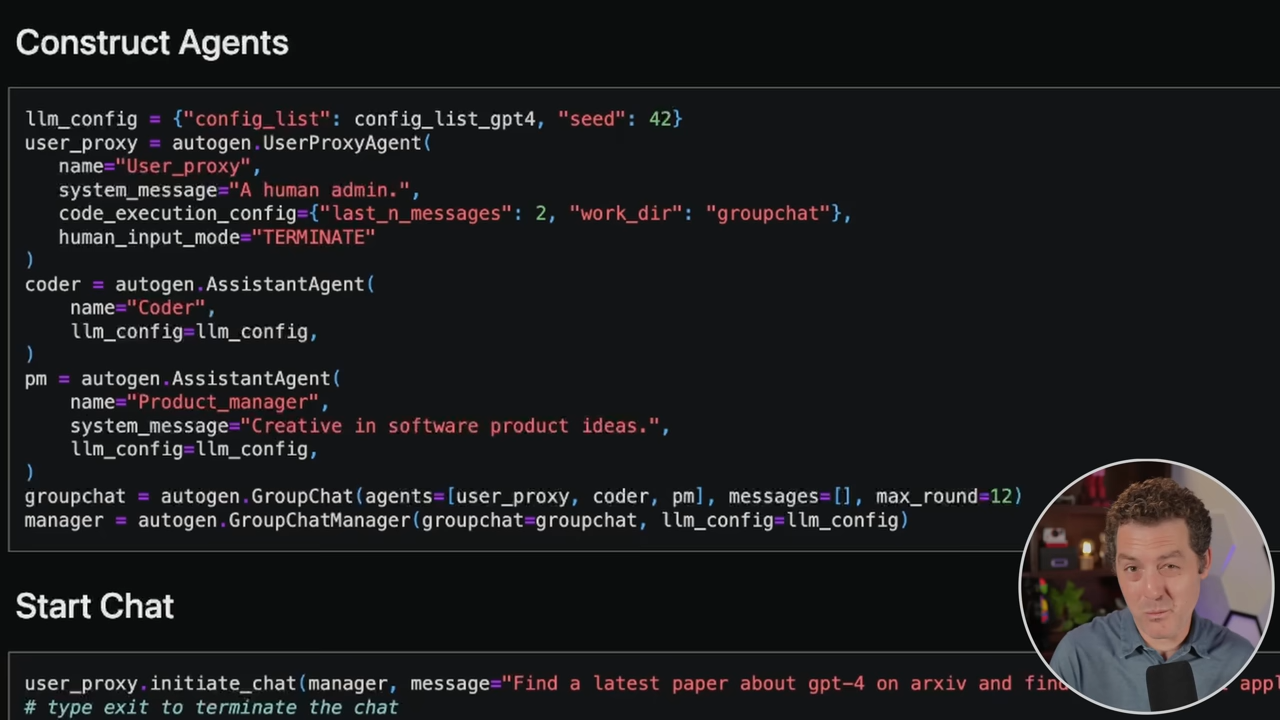 Construct Agents
llm_config = {"config_list": config_list_gpt4, "seed": 42}
user_proxy = autogen.UserProxyAgent(
   name="User_proxy",
   system_message="A human admin.",
   code_execution_config={"last_n_messages": 2, "work_dir": "groupchat"},
   human_input_mode="TERMINATE"
)
coder = autogen.AssistantAgent(
    name="Coder",
    llm_config=llm_config,
)
pm = autogen.AssistantAgent(
    name="Product_manager",
    system_message="Creative in software product ideas.",
    llm_config=llm_config,
)
groupchat = autogen.GroupChat(agents=[user_proxy, coder, pm], messages=[], max_round=12)
manager = autogen.GroupChatManager(groupchat=groupchat, llm_config=llm_config)
Start Chat
user_proxy.initiate_chat(manager, message="Find a latest paper about gpt-4 on arxiv and
# type exit to terminate the chat